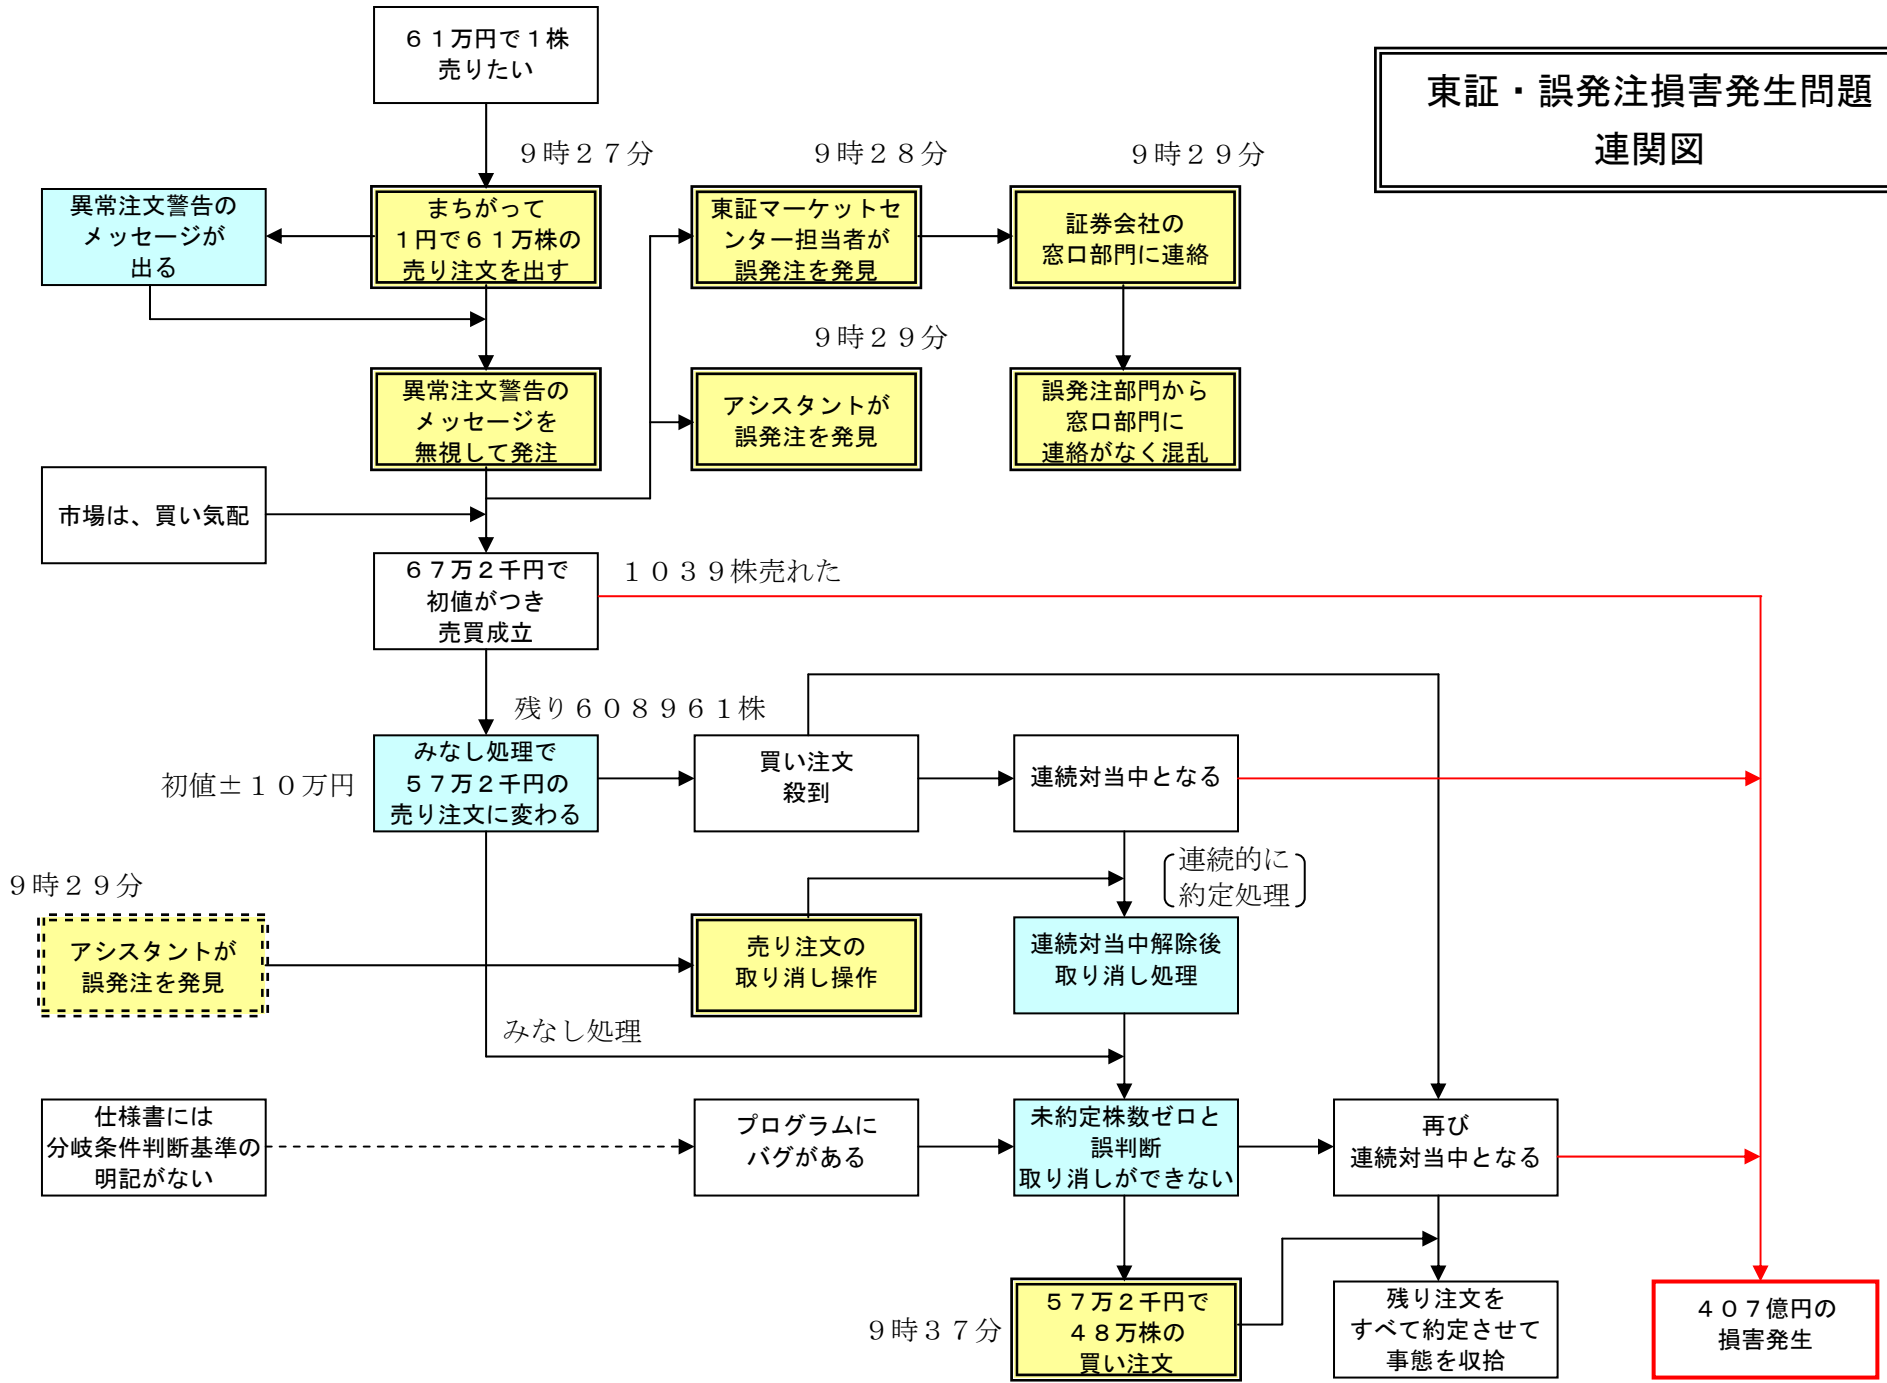 ６１万円で１株
売りたい
東証・誤発注損害発生問題
連関図
９時２７分
９時２８分
９時２９分
異常注文警告の
メッセージが
出る
まちがって
１円で６１万株の
売り注文を出す
東証マーケットセ
ンター担当者が
誤発注を発見
証券会社の
窓口部門に連絡
９時２９分
異常注文警告の
メッセージを
無視して発注
アシスタントが
誤発注を発見
誤発注部門から
窓口部門に
連絡がなく混乱
市場は、買い気配
６７万２千円で
初値がつき
売買成立
１０３９株売れた
残り６０８９６１株
初値±１０万円
みなし処理で
５７万２千円の
売り注文に変わる
買い注文
殺到
連続対当中となる
連続的に
約定処理
９時２９分
アシスタントが
誤発注を発見
売り注文の
取り消し操作
連続対当中解除後
取り消し処理
みなし処理
仕様書には
分岐条件判断基準の
明記がない
プログラムに
バグがある
未約定株数ゼロと
誤判断
取り消しができない
再び
連続対当中となる
９時３７分
５７万２千円で
４８万株の
買い注文
残り注文を
すべて約定させて
事態を収拾
４０７億円の
損害発生